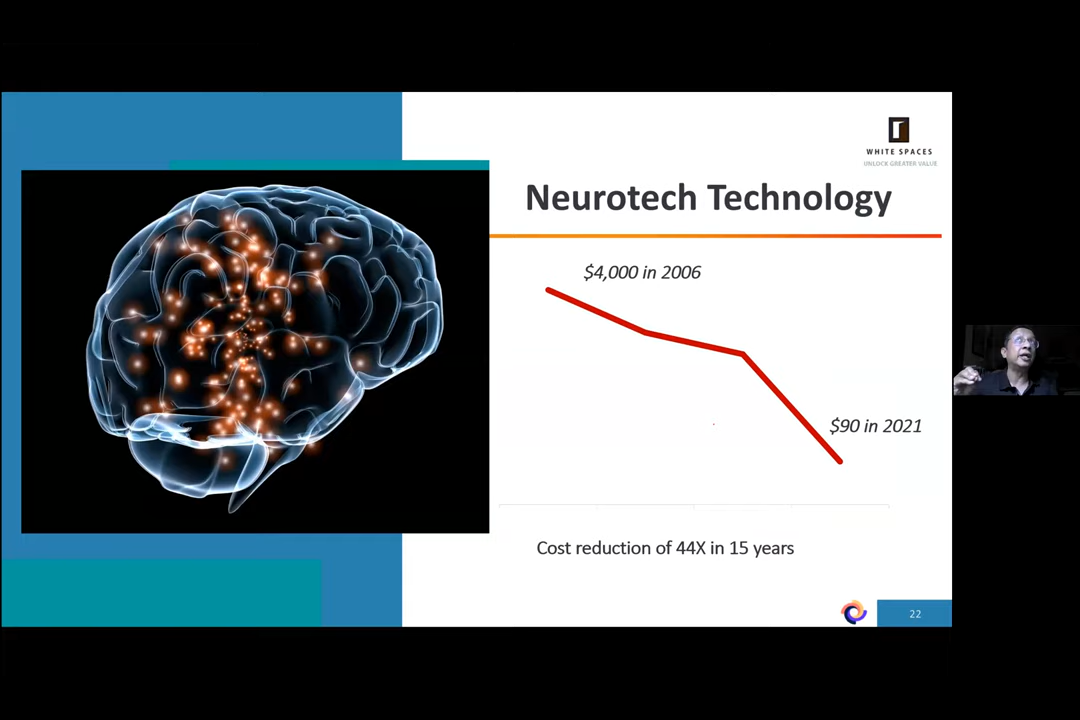 WHITE SPACES
UNLOCK GREATER VALUE
Neurotech Technology
$4,000 in 2006
$90 in 2021
Cost reduction of 44X in 15 years
22